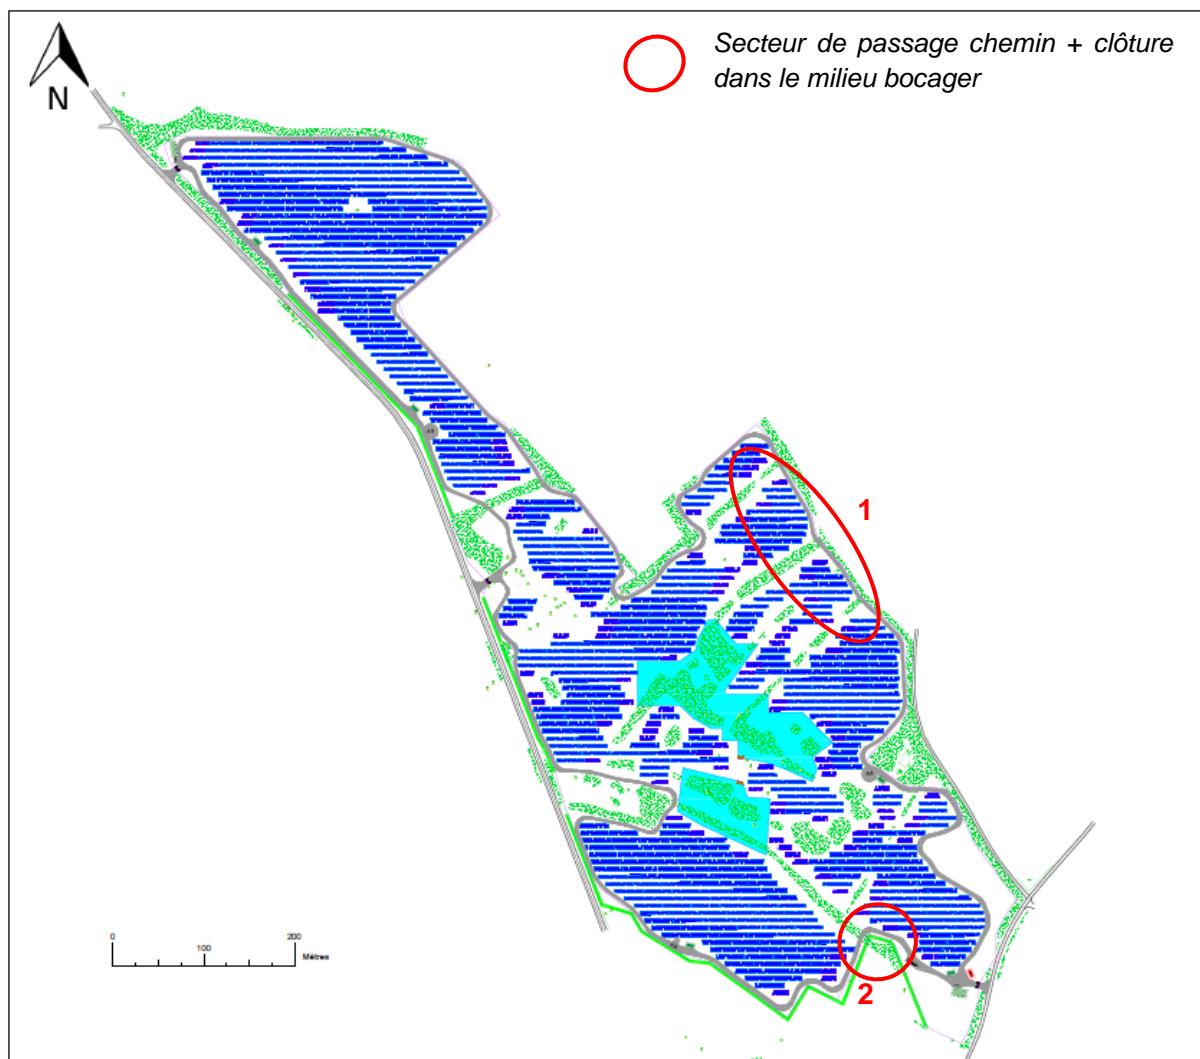 Secteur de passage chemin + clôture
dans le milieu bocager
N
1
2
0
100
200
Mètres